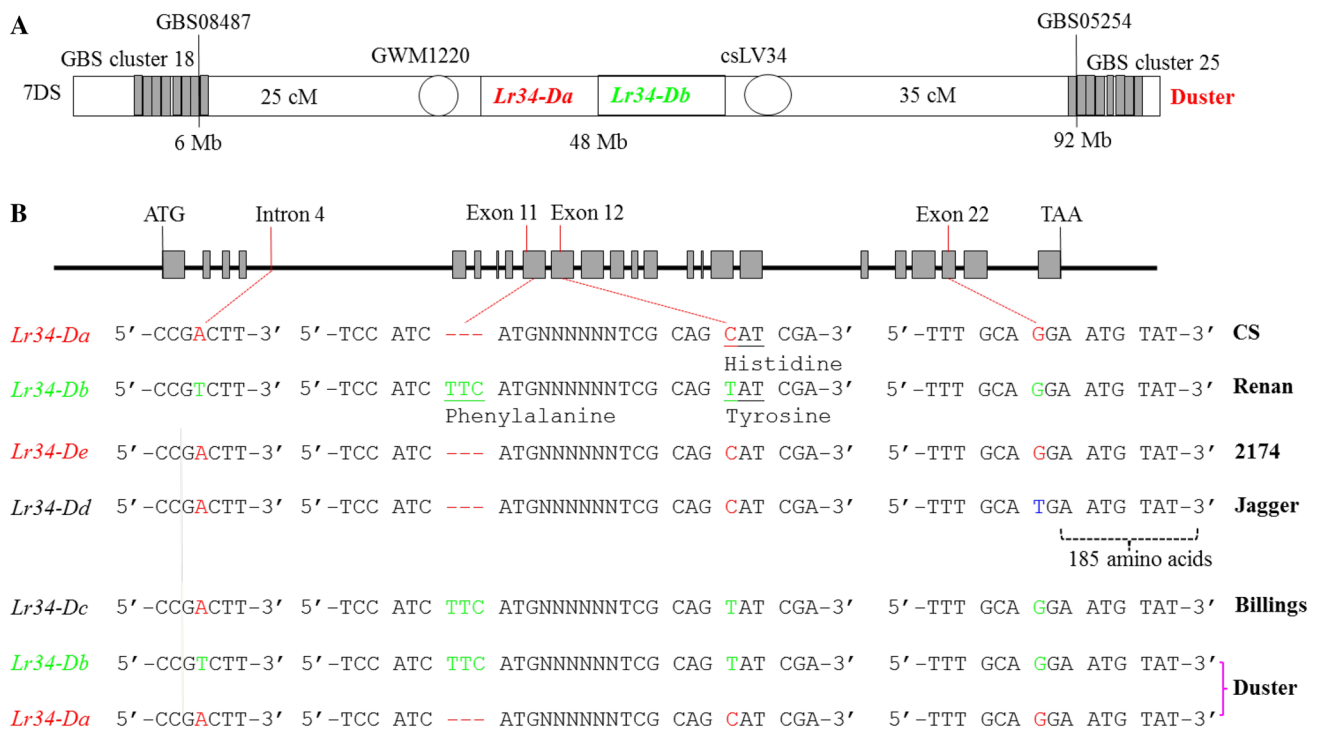 A
GBS08487
GBS05254
GBS cluster 18
GWM1220
csLV34
GBS cluster 25
7DS
25 cM
Lr34-Da
Lr34-Db
35 cM
Duster
6 Mb
48 Mb
92 Mb
B
ATG
Intron 4
Exon 11
Exon 12
Exon 22
TAA
Lr34-Da 5′-CCGACTT-3′ 5′-TCC ATC --- ATGNNNNNNTCG CAG CAT CGA-3′ 5′-TTT GCA GGA ATG TAT-3′ CS
Histidine
Lr34-Db 5′-CCGTCTT-3′ 5′-TCC ATC TTC ATGNNNNNNTCG CAG TAT CGA-3′ 5′-TTT GCA GGA ATG TAT-3′ Renan
Phenylalanine Tyrosine
Lr34-De 5′-CCGACTT-3′ 5′-TCC ATC --- ATGNNNNNNTCG CAG CAT CGA-3′ 5′-TTT GCA GGA ATG TAT-3′ 2174
Lr34-Dd 5′-CCGACTT-3′ 5′-TCC ATC --- ATGNNNNNNTCG CAG CAT CGA-3′ 5′-TTT GCA TGA ATG TAT-3′ Jagger
185 amino acids
Lr34-Dc 5′-CCGACTT-3′ 5′-TCC ATC TTC ATGNNNNNNTCG CAG TAT CGA-3′ 5′-TTT GCA GGA ATG TAT-3′ Billings
Lr34-Db 5′-CCGTCTT-3′ 5′-TCC ATC TTC ATGNNNNNNTCG CAG TAT CGA-3′ 5′-TTT GCA GGA ATG TAT-3′
Duster
Lr34-Da 5′-CCGACTT-3′ 5′-TCC ATC --- ATGNNNNNNTCG CAG CAT CGA-3′ 5′-TTT GCA GGA ATG TAT-3′